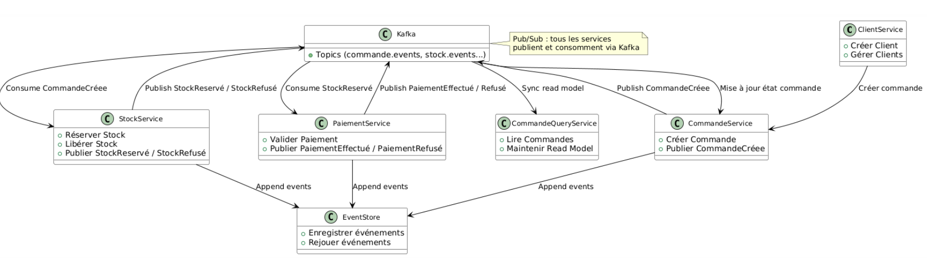 C Kafka
Topics (commande.events, stock.events...)
Pub/Sub : tous les services
publient et consomment via Kafka
C ClientService
Créer Client
Gérer Clients
Consume CommandeCréee
Publish StockReservé / StockRefusé
Consume StockReservé
Publish PaiementEffectué / Refusé
Sync read model
Publish CommandeCréee
Mise à jour état commande
Créer commande
C StockService
Réserver Stock
Libérer Stock
Publier StockReservé / StockRefusé
C PaiementService
Valider Paiement
Publier PaiementEffectué / PaiementRefusé
C CommandeQueryService
Lire Commandes
Maintenir Read Model
C CommandeService
Créer Commande
Publier CommandeCréee
Append events
Append events
Append events
C EventStore
Enregistrer événements
Rejouer événements